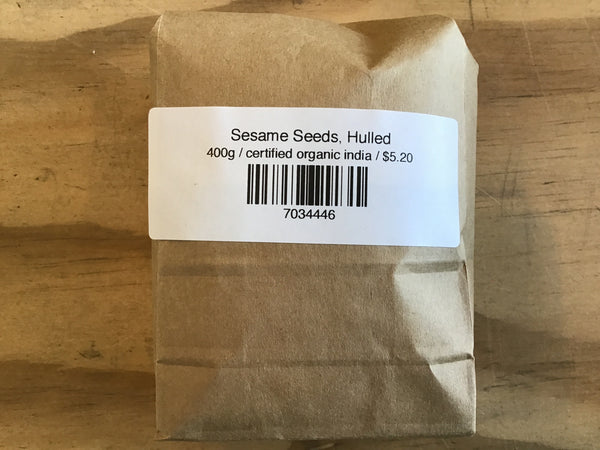 Sesame Seeds, Hulled
400g / certified organic india / $5.20
7034446